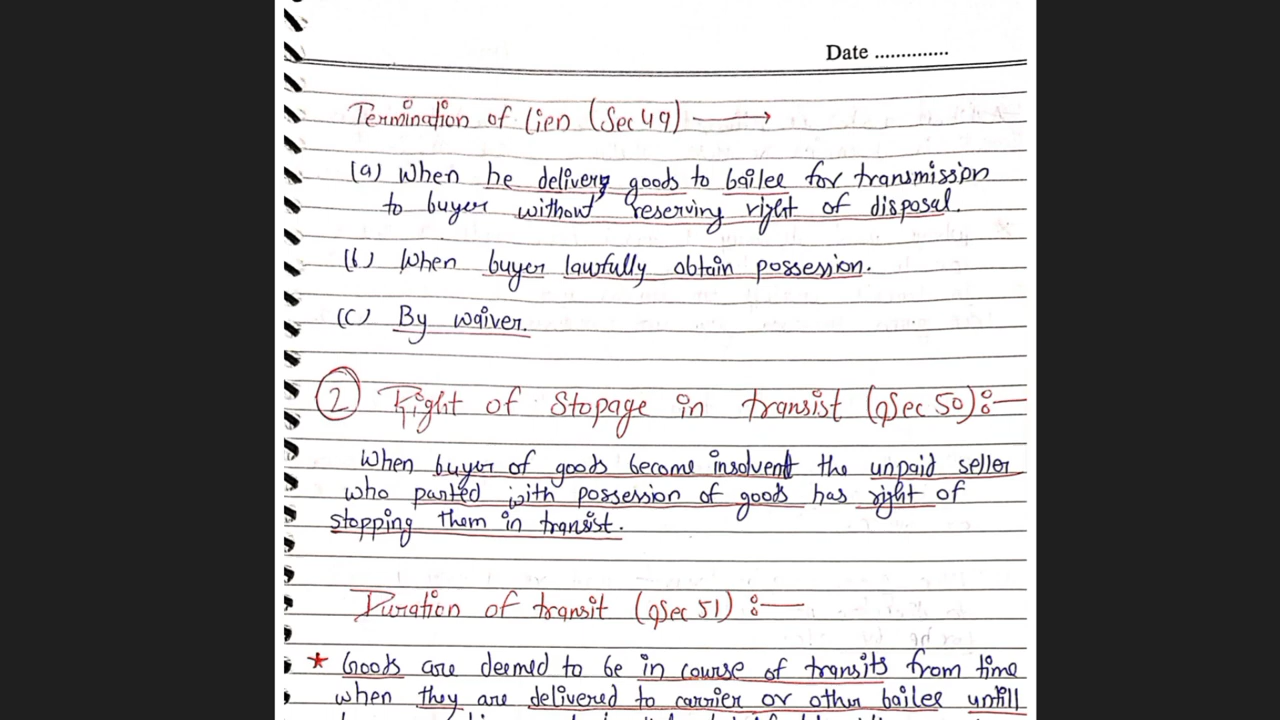 Date ..............
Termination of Lien (Sec 49) ⟶
(a) When he delivery goods to bailee for transmission
to buyer without reserving right of disposal.
(b) When buyer lawfully obtain possession.
(c) By waiver.
2 Right of Stopage in transist (Sec 50):—
When buyer of goods become insolvent the unpaid seller
who parted with possession of goods has right of
stopping them in transist.
Duration of transit (Sec 51) :—
★ Goods are deemed to be in course of transits from time
when they are delivered to carrier or other bailee untill